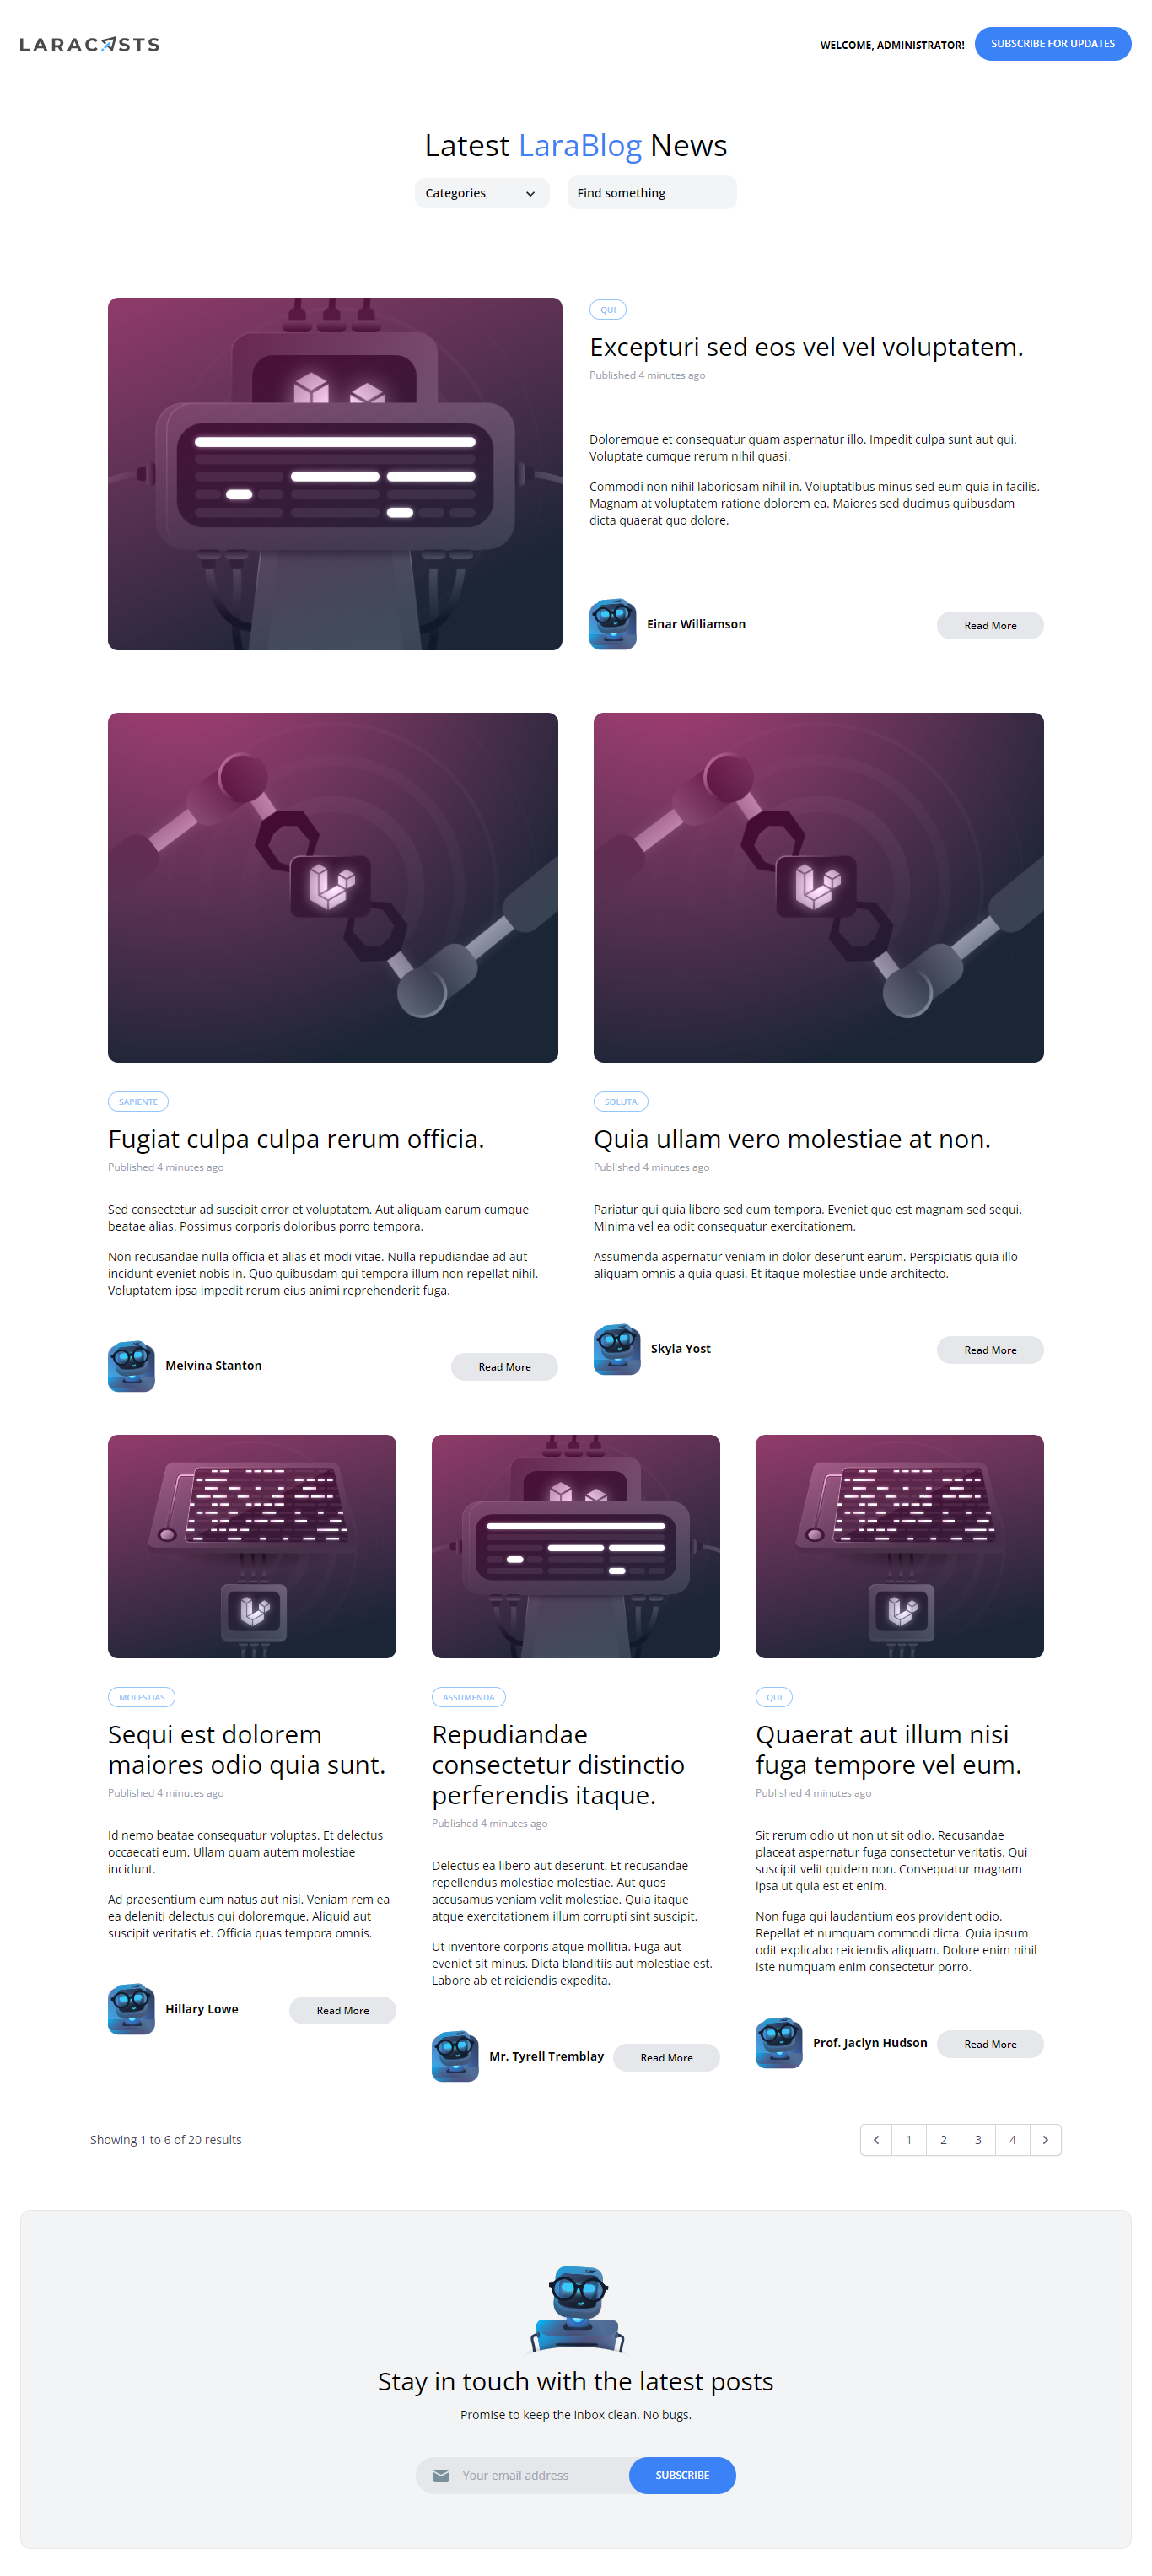 LARACASTS
WELCOME, ADMINISTRATOR!
SUBSCRIBE FOR UPDATES
Latest LaraBlog News
Categories
Find something
QUI
Excepturi sed eos vel vel voluptatem.
Published 4 minutes ago
Doloremque et consequatur quam aspernatur illo. Impedit culpa sunt aut qui.
Voluptate cumque rerum nihil quasi.
Commodi non nihil laboriosam nihil in. Voluptatibus minus sed eum quia in facilis.
Magnam at voluptatem ratione dolorem ea. Maiores sed ducimus quibusdam
dicta quaerat quo dolore.
Einar Williamson
Read More
SAPIENTE
Fugiat culpa culpa rerum officia.
Published 4 minutes ago
Sed consectetur ad suscipit error et voluptatem. Aut aliquam earum cumque
beatae alias. Possimus corporis doloribus porro tempora.
Non recusandae nulla officia et alias et modi vitae. Nulla repudiandae ad aut
incidunt eveniet nobis in. Quo quibusdam qui tempora illum non repellat nihil.
Voluptatem ipsa impedit rerum eius animi reprehenderit fuga.
Melvina Stanton
Read More
SOLUTA
Quia ullam vero molestiae at non.
Published 4 minutes ago
Pariatur qui quia libero sed eum tempora. Eveniet quo est magnam sed sequi.
Minima vel ea odit consequatur exercitationem.
Assumenda aspernatur veniam in dolor deserunt earum. Perspiciatis quia illo
aliquam omnis a quia quasi. Et itaque molestiae unde architecto.
Skyla Yost
Read More
MOLESTIAS
Sequi est dolorem
maiores odio quia sunt.
Published 4 minutes ago
Id nemo beatae consequatur voluptas. Et delectus
occaecati eum. Ullam quam autem molestiae
incidunt.
Ad praesentium eum natus aut nisi. Veniam rem ea
ea deleniti delectus qui doloremque. Aliquid aut
suscipit veritatis et. Officia quas tempora omnis.
Hillary Lowe
Read More
ASSUMENDA
Repudiandae
consectetur distinctio
perferendis itaque.
Published 4 minutes ago
Delectus ea libero aut deserunt. Et recusandae
repellendus molestiae molestiae. Aut quos
accusamus veniam velit molestiae. Quia itaque
atque exercitationem illum corrupti sint suscipit.
Ut inventore corporis atque mollitia. Fuga aut
eveniet sit minus. Dicta blanditiis aut molestiae est.
Labore ab et reiciendis expedita.
Mr. Tyrell Tremblay
Read More
QUI
Quaerat aut illum nisi
fuga tempore vel eum.
Published 4 minutes ago
Sit rerum odio ut non ut sit odio. Recusandae
placeat aspernatur fuga consectetur veritatis. Qui
suscipit velit quidem non. Consequatur magnam
ipsa ut quia est et enim.
Non fuga qui laudantium eos provident odio.
Repellat et numquam commodi dicta. Quia ipsum
odit explicabo reiciendis aliquam. Dolore enim nihil
iste numquam enim consectetur porro.
Prof. Jaclyn Hudson
Read More
Showing 1 to 6 of 20 results
1 2 3 4
Stay in touch with the latest posts
Promise to keep the inbox clean. No bugs.
Your email address
SUBSCRIBE